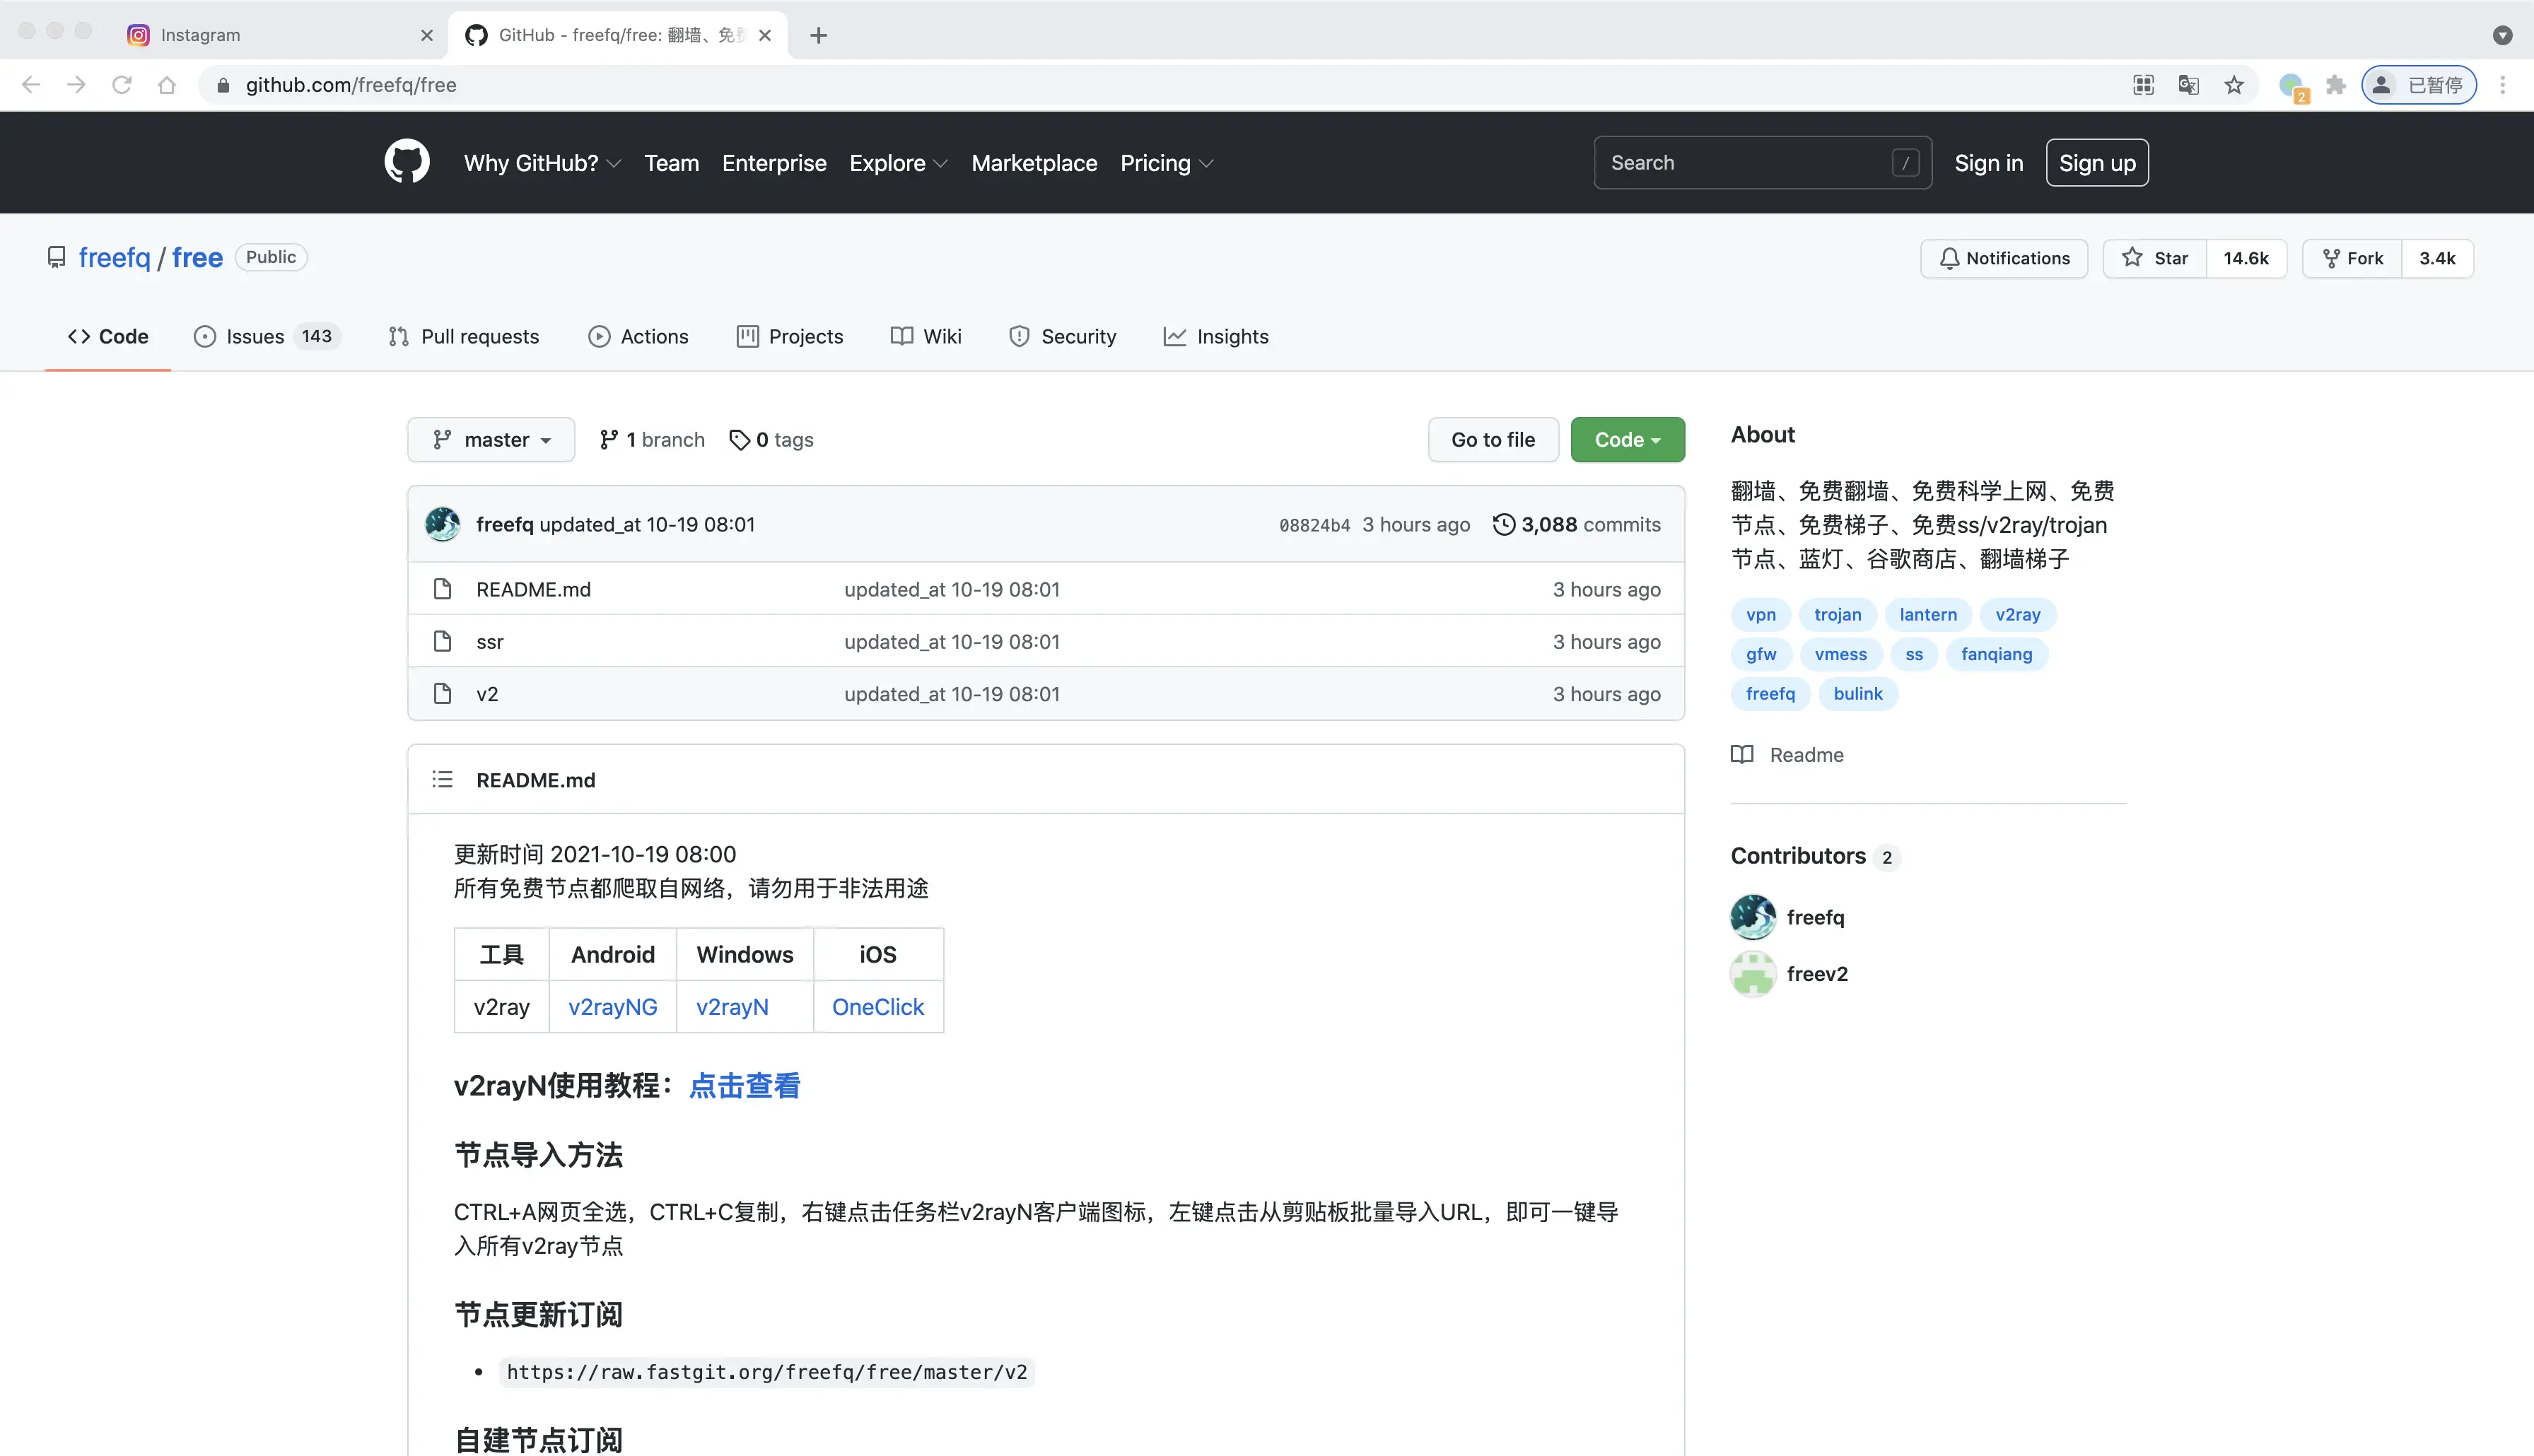 Instagram
GitHub - freefq/free: 翻墙、免费
github.com/freefq/free
2
已暂停
Why GitHub? Team Enterprise Explore Marketplace Pricing
Search /
Sign in
Sign up
freefq / free Public
Notifications
Star 14.6k
Fork 3.4k
Code
Issues 143
Pull requests
Actions
Projects
Wiki
Security
Insights
master
1 branch
0 tags
Go to file
Code
freefq updated_at 10-19 08:01 08824b4 3 hours ago 3,088 commits
README.md updated_at 10-19 08:01 3 hours ago
ssr updated_at 10-19 08:01 3 hours ago
v2 updated_at 10-19 08:01 3 hours ago
README.md
更新时间 2021-10-19 08:00
所有免费节点都爬取自网络，请勿用于非法用途
工具 Android Windows iOS
v2ray v2rayNG v2rayN OneClick
v2rayN使用教程：点击查看
节点导入方法
CTRL+A网页全选，CTRL+C复制，右键点击任务栏v2rayN客户端图标，左键点击从剪贴板批量导入URL，即可一键导
入所有v2ray节点
节点更新订阅
https://raw.fastgit.org/freefq/free/master/v2
自建节点订阅
About
翻墙、免费翻墙、免费科学上网、免费
节点、免费梯子、免费ss/v2ray/trojan
节点、蓝灯、谷歌商店、翻墙梯子
vpn trojan lantern v2ray
gfw vmess ss fanqiang
freefq bulink
Readme
Contributors 2
freefq
freev2